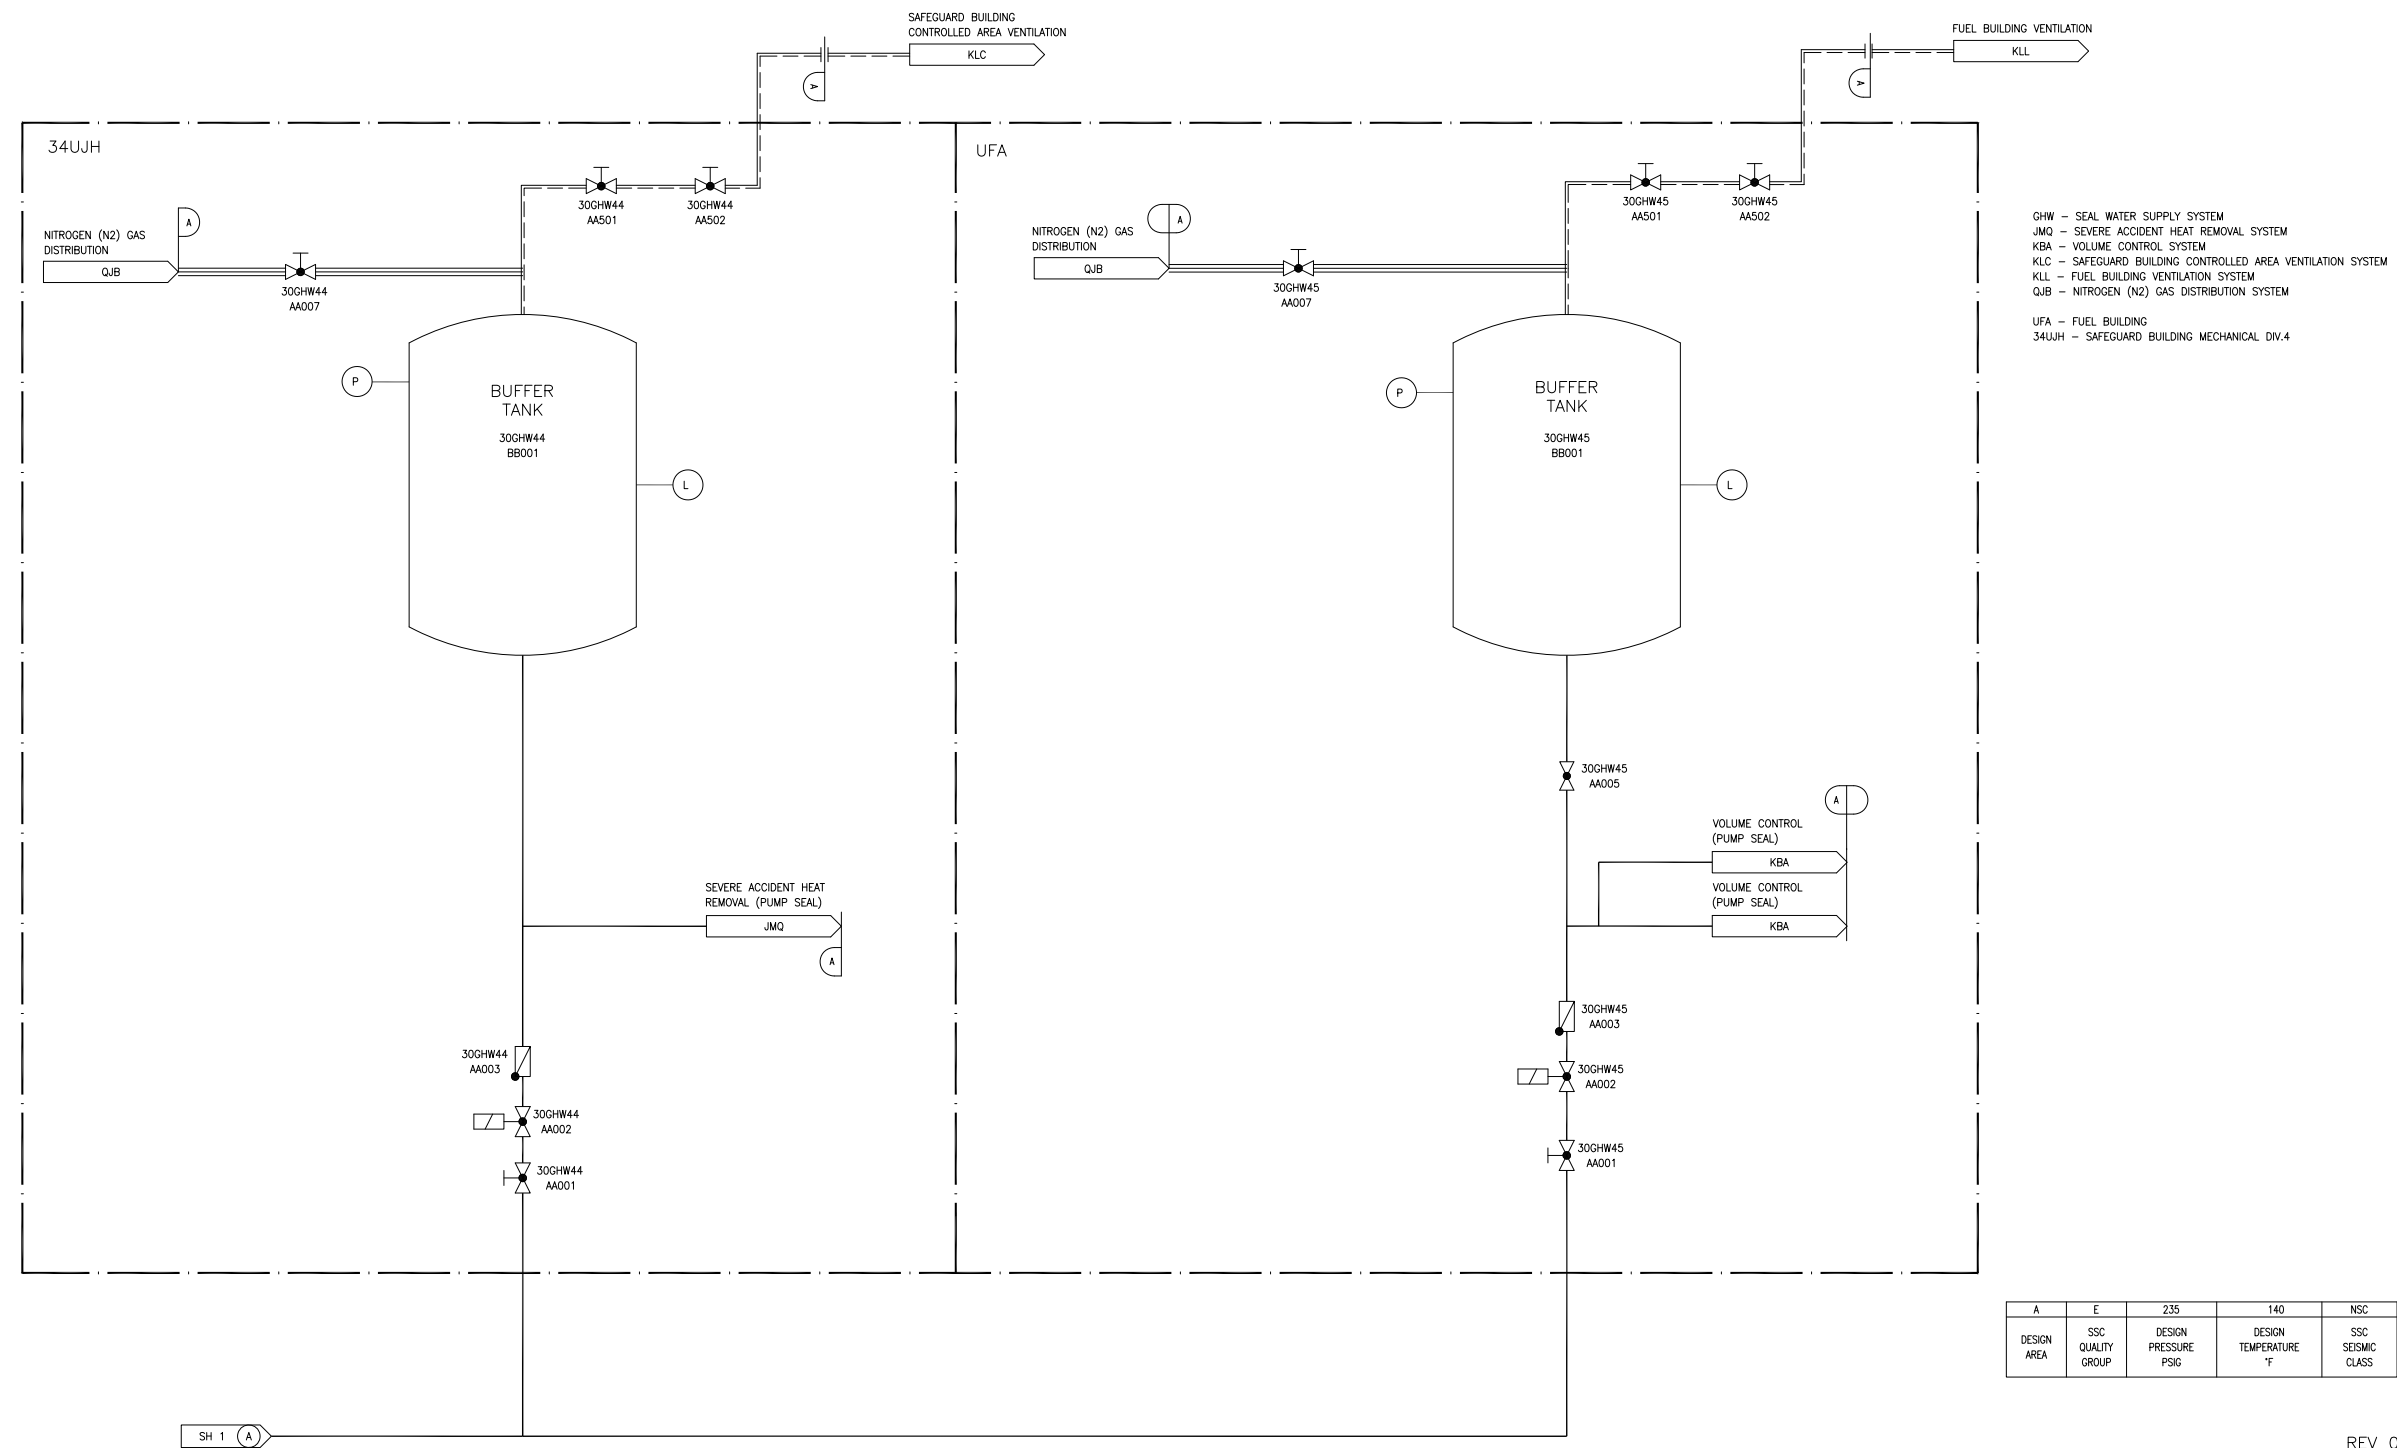 SAFEGUARD BUILDING
CONTROLLED AREA VENTILATION
KLC
A
FUEL BUILDING VENTILATION
KLL
A
34UJH
30GHW44
AA501
30GHW44
AA502
A
NITROGEN (N2) GAS
DISTRIBUTION
QJB
30GHW44
AA007
P
BUFFER
TANK
30GHW44
BB001
L
SEVERE ACCIDENT HEAT
REMOVAL (PUMP SEAL)
JMQ
A
30GHW44
AA003
30GHW44
AA002
30GHW44
AA001
UFA
30GHW45
AA501
30GHW45
AA502
A
NITROGEN (N2) GAS
DISTRIBUTION
QJB
30GHW45
AA007
P
BUFFER
TANK
30GHW45
BB001
L
30GHW45
AA005
A
VOLUME CONTROL
(PUMP SEAL)
KBA
VOLUME CONTROL
(PUMP SEAL)
KBA
30GHW45
AA003
30GHW45
AA002
30GHW45
AA001
GHW – SEAL WATER SUPPLY SYSTEM
JMQ – SEVERE ACCIDENT HEAT REMOVAL SYSTEM
KBA – VOLUME CONTROL SYSTEM
KLC – SAFEGUARD BUILDING CONTROLLED AREA VENTILATION SYSTEM
KLL – FUEL BUILDING VENTILATION SYSTEM
QJB – NITROGEN (N2) GAS DISTRIBUTION SYSTEM
UFA – FUEL BUILDING
34UJH – SAFEGUARD BUILDING MECHANICAL DIV.4
A E 235 140 NSC
DESIGN
AREA
SSC
QUALITY
GROUP
DESIGN
PRESSURE
PSIG
DESIGN
TEMPERATURE
°F
SSC
SEISMIC
CLASS
SH 1 A
REV